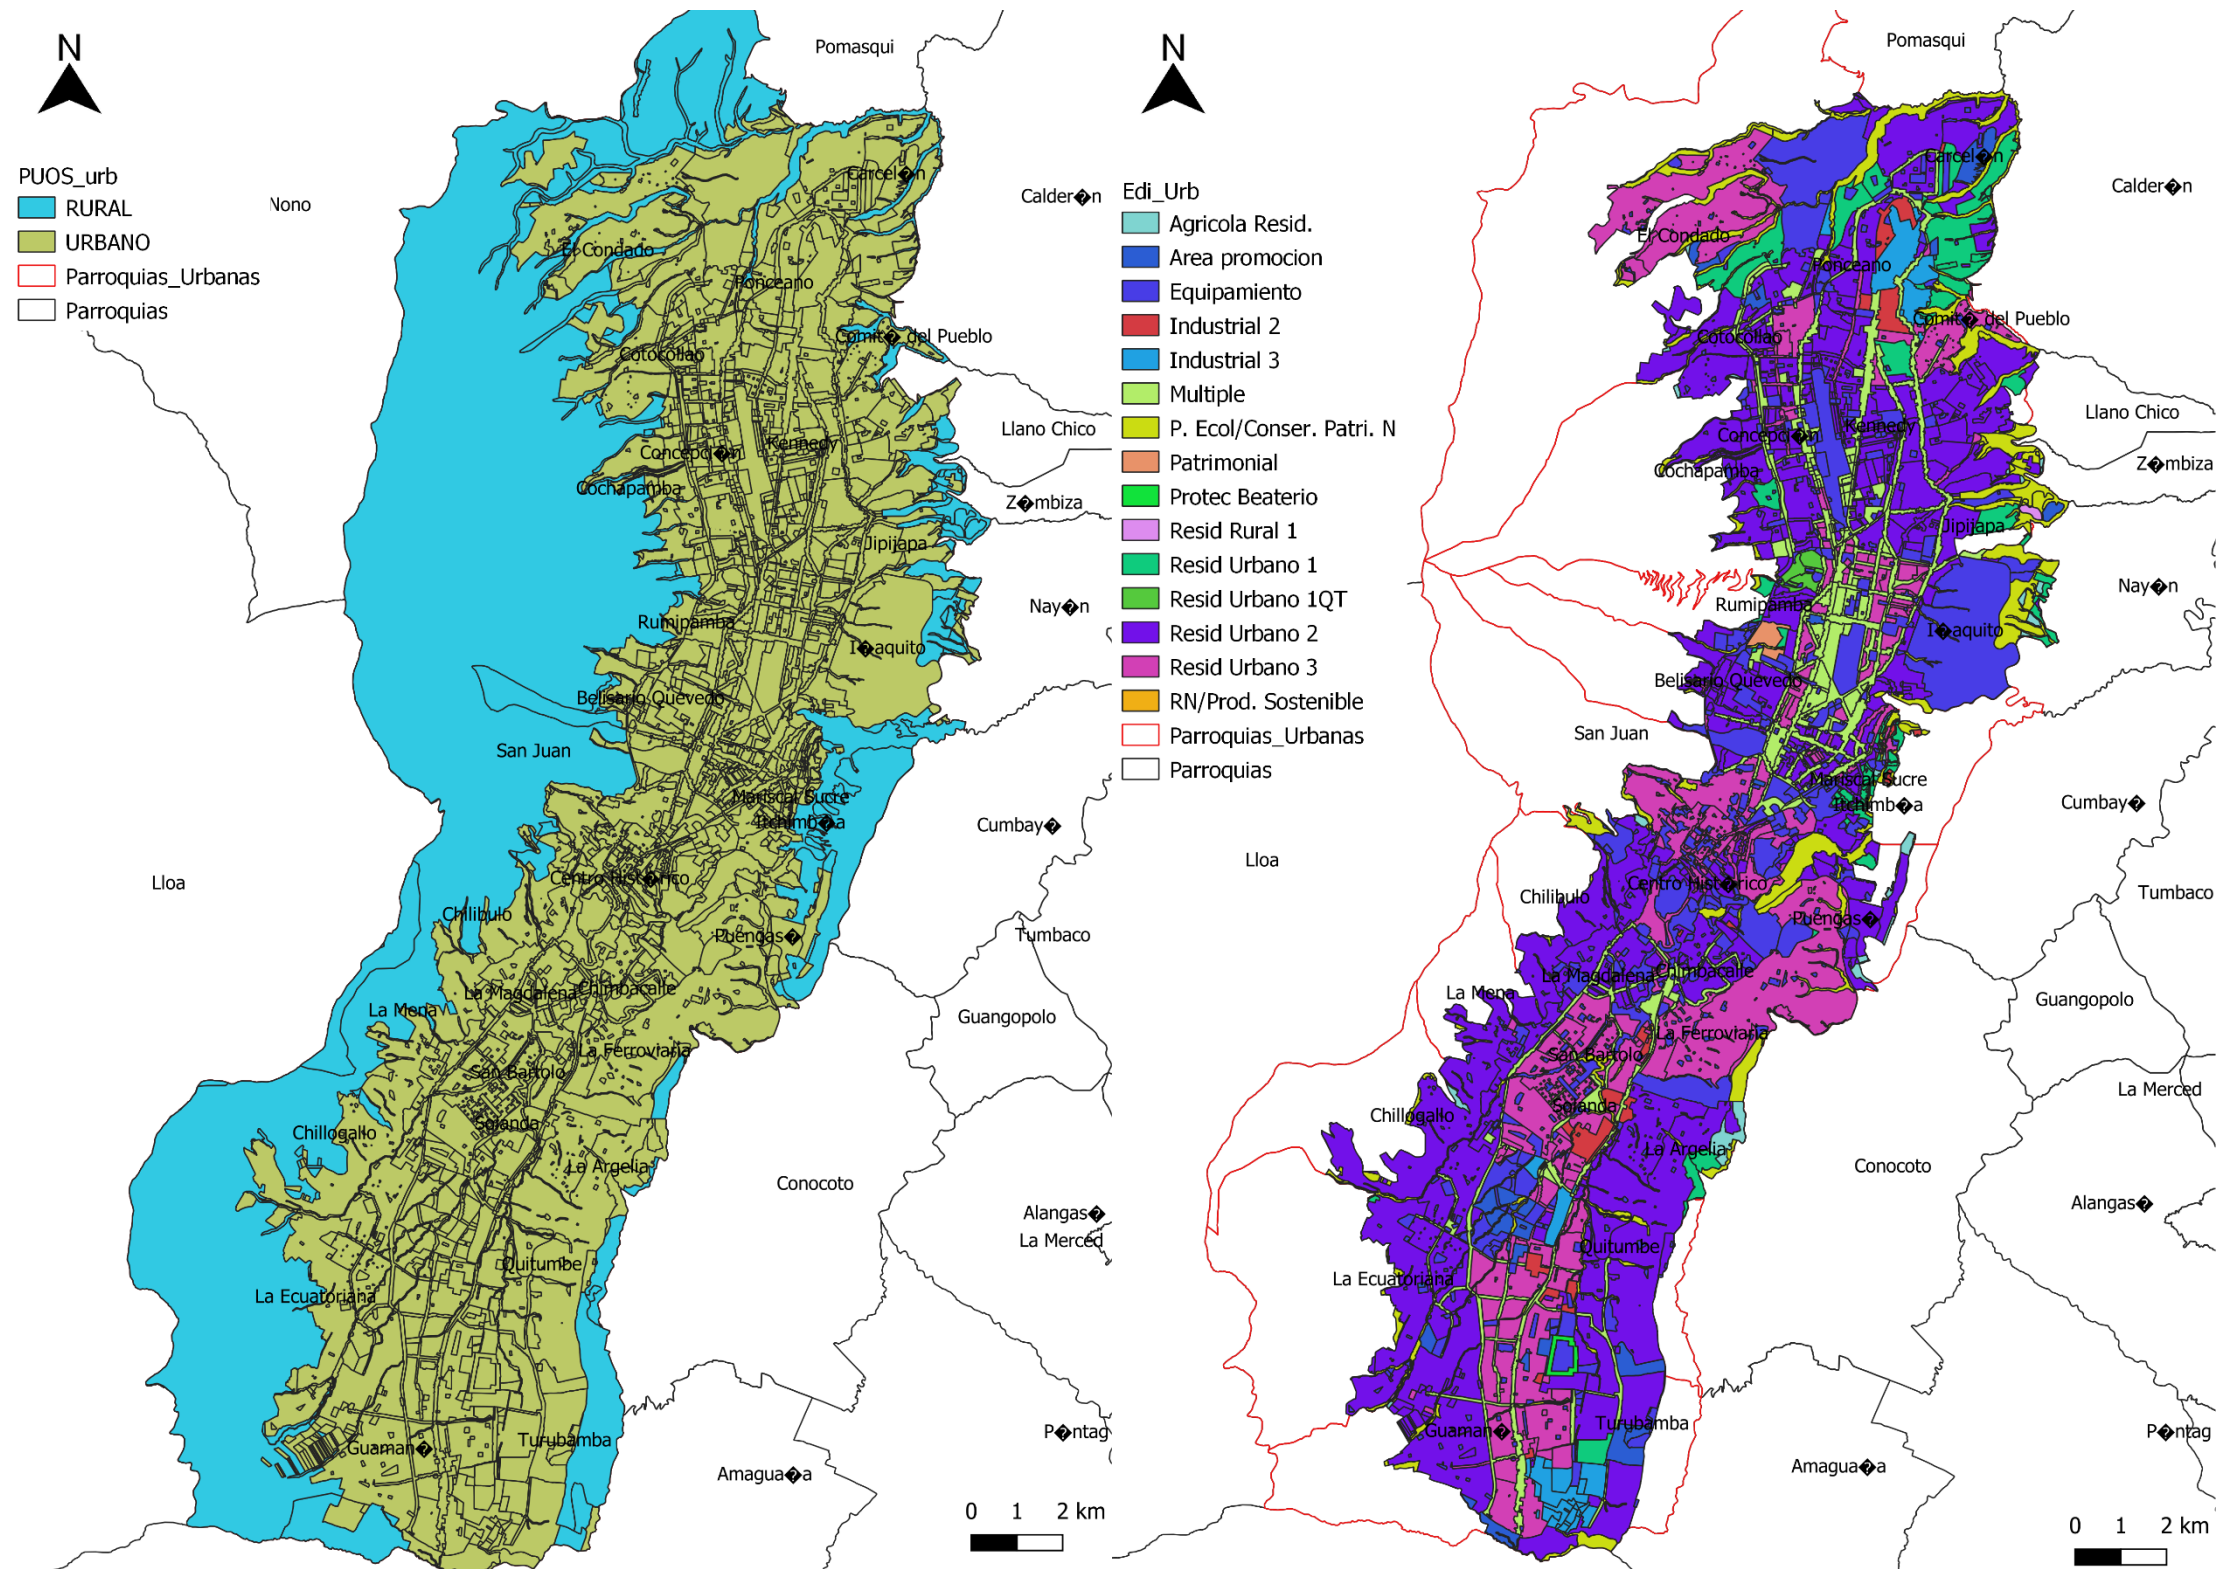 N
PUOS_urb
RURAL
URBANO
Parroquias_Urbanas
Parroquias
Pomasqui
Nono
Carcel�n
Calder�n
El Condado
Ponceano
Comit� del Pueblo
Cotocollao
Llano Chico
Kennedy
Concepci�n
Cochapamba
Z�mbiza
Jipijapa
Nay�n
Rumipamba
I�aquito
Belisario Quevedo
San Juan
Mariscal Sucre
Itchimb�a
Cumbay�
Lloa
Centro Hist�rico
Chilibulo
Puengas�
Tumbaco
La Magdalena
Chimbacalle
La Mena
Guangopolo
La Ferroviaria
San Bartolo
Solanda
Chillogallo
La Argelia
Conocoto
Alangas�
La Merced
Quitumbe
La Ecuatoriana
Turubamba
Guaman�
P�ntag
Amagua�a
0 1 2 km
N
Edi_Urb
Agricola Resid.
Area promocion
Equipamiento
Industrial 2
Industrial 3
Multiple
P. Ecol/Conser. Patri. N
Patrimonial
Protec Beaterio
Resid Rural 1
Resid Urbano 1
Resid Urbano 1QT
Resid Urbano 2
Resid Urbano 3
RN/Prod. Sostenible
Parroquias_Urbanas
Parroquias
Pomasqui
Carcel�n
Calder�n
El Condado
Ponceano
Comit� del Pueblo
Cotocollao
Llano Chico
Kennedy
Concepci�n
Z�mbiza
Cochapamba
Jipijapa
Nay�n
Rumipamba
I�aquito
Belisario Quevedo
San Juan
Mariscal Sucre
Itchimb�a
Cumbay�
Lloa
Centro Hist�rico
Chilibulo
Tumbaco
Puengas�
La Magdalena
Chimbacalle
La Mena
Guangopolo
La Ferroviaria
San Bartolo
La Merced
Solanda
Chillogallo
La Argelia
Conocoto
Alangas�
Quitumbe
La Ecuatoriana
Turubamba
Guaman�
P�ntag
Amagua�a
0 1 2 km